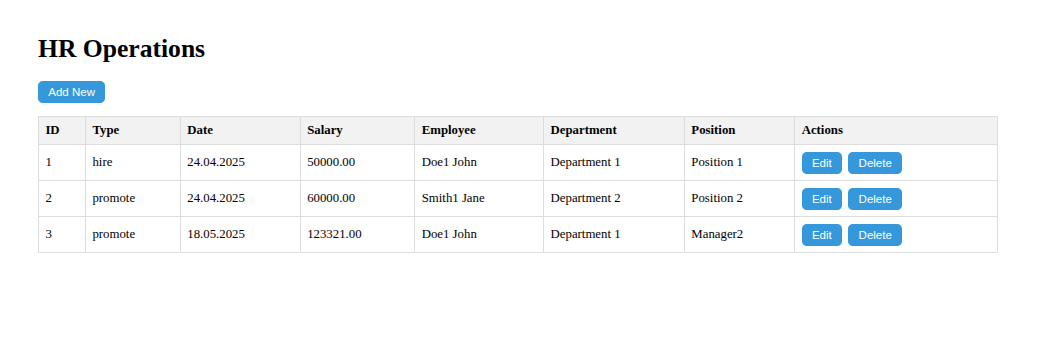 HR Operations
Add New
ID Type Date Salary Employee Department Position Actions
1 hire 24.04.2025 50000.00 Doe1 John Department 1 Position 1 Edit Delete
2 promote 24.04.2025 60000.00 Smith1 Jane Department 2 Position 2 Edit Delete
3 promote 18.05.2025 123321.00 Doe1 John Department 1 Manager2 Edit Delete